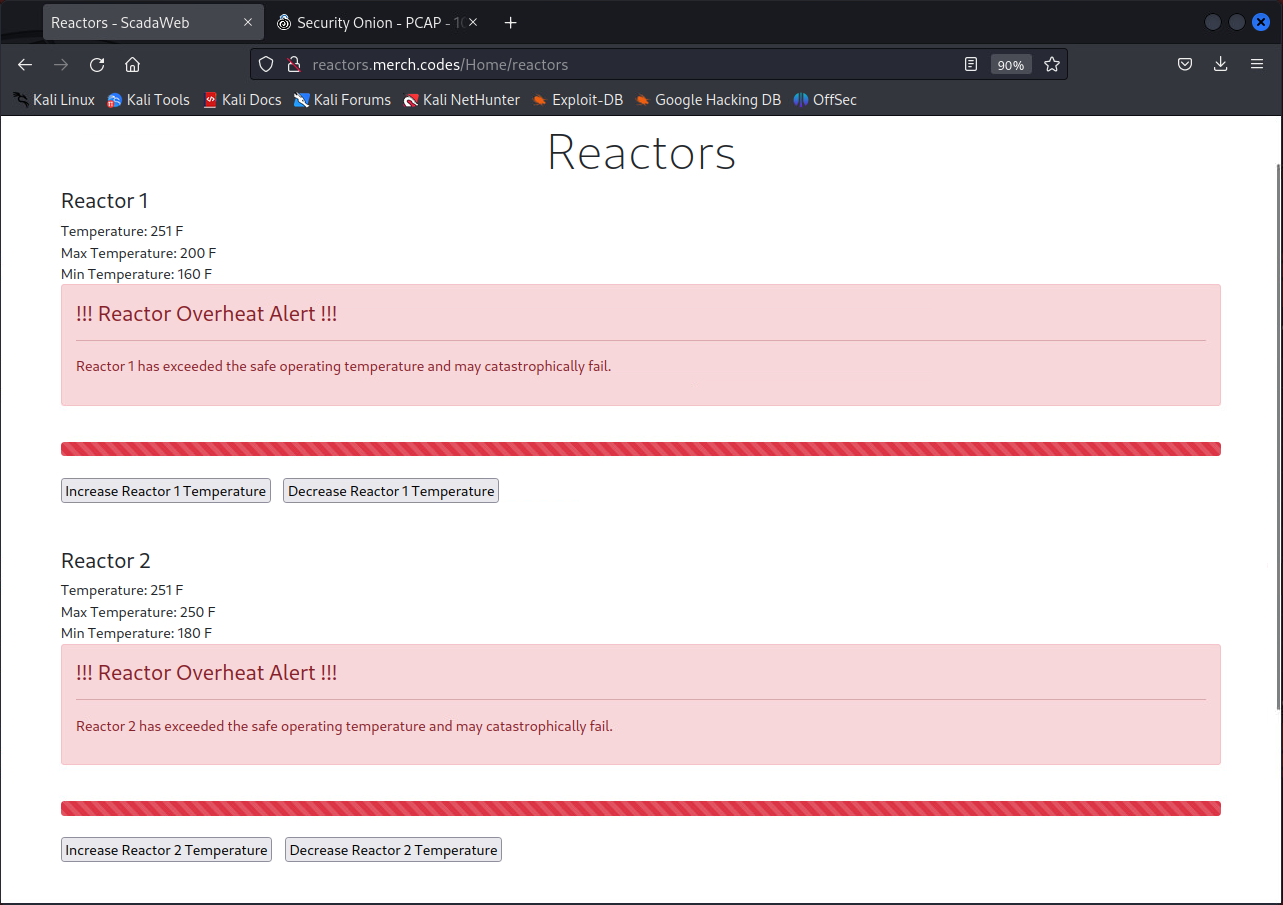 Reactors - ScadaWeb
Security Onion - PCAP - 10
reactors.merch.codes/Home/reactors
90%
Kali Linux
Kali Tools
Kali Docs
Kali Forums
Kali NetHunter
Exploit-DB
Google Hacking DB
OffSec
Reactors
Reactor 1
Temperature: 251 F
Max Temperature: 200 F
Min Temperature: 160 F
!!! Reactor Overheat Alert !!!
Reactor 1 has exceeded the safe operating temperature and may catastrophically fail.
Increase Reactor 1 Temperature
Decrease Reactor 1 Temperature
Reactor 2
Temperature: 251 F
Max Temperature: 250 F
Min Temperature: 180 F
!!! Reactor Overheat Alert !!!
Reactor 2 has exceeded the safe operating temperature and may catastrophically fail.
Increase Reactor 2 Temperature
Decrease Reactor 2 Temperature